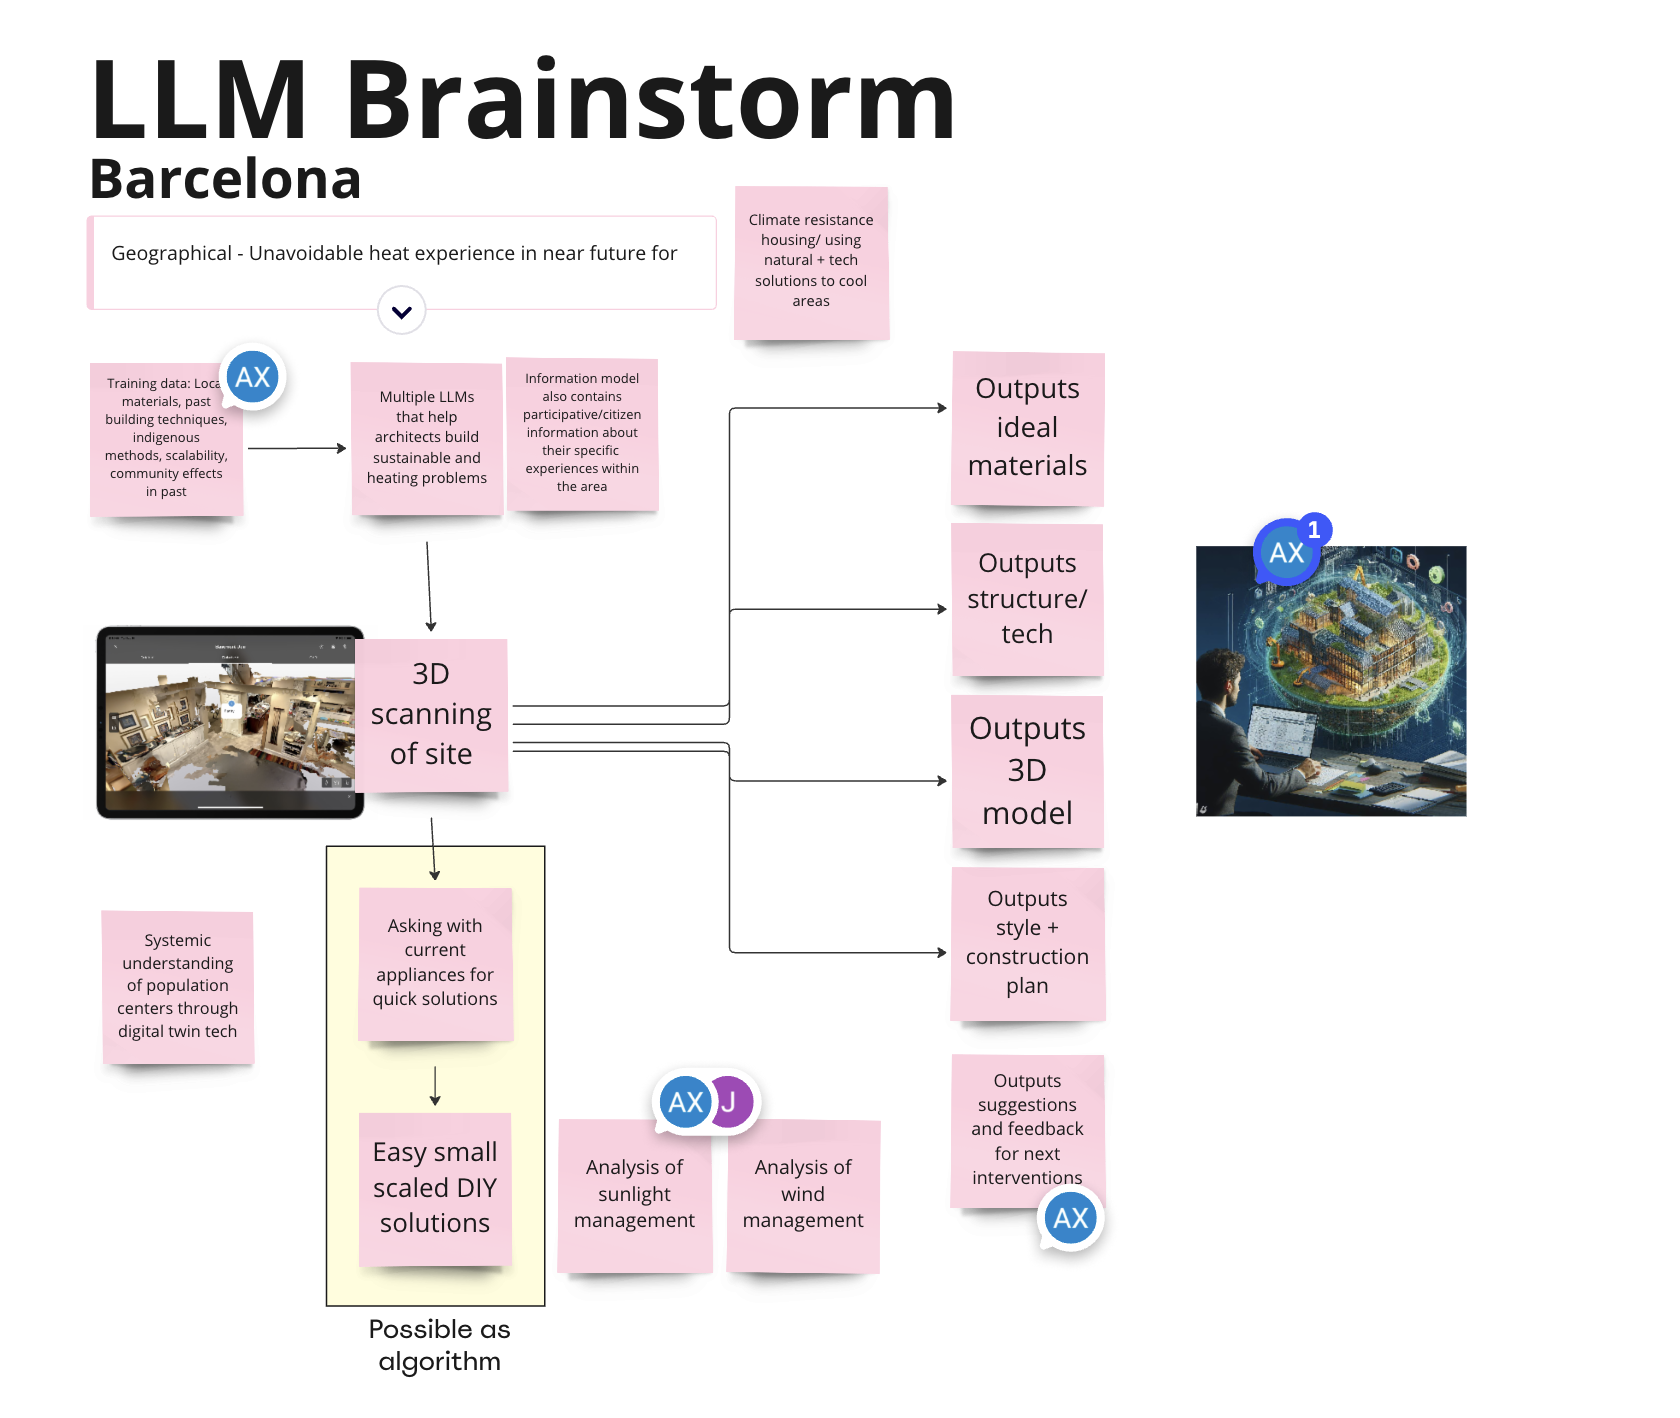 LLM Brainstorm
Barcelona
Geographical - Unavoidable heat experience in near future for
Climate resistance
housing/ using
natural + tech
solutions to cool
areas
Training data: Loca
materials, past
building techniques,
indigenous
methods, scalability,
community effects
in past
AX
Multiple LLMs
that help
architects build
sustainable and
heating problems
Information model
also contains
participative/citizen
information about
their specific
experiences within
the area
Outputs
ideal
materials
Outputs
structure/
tech
AX
1
3D
scanning
of site
Outputs
3D
model
Outputs
style +
construction
plan
Asking with
current
appliances for
quick solutions
Systemic
understanding
of population
centers through
digital twin tech
Easy small
scaled DIY
solutions
AX
J
Analysis of
sunlight
management
Analysis of
wind
management
Outputs
suggestions
and feedback
for next
interventions
AX
Possible as
algorithm